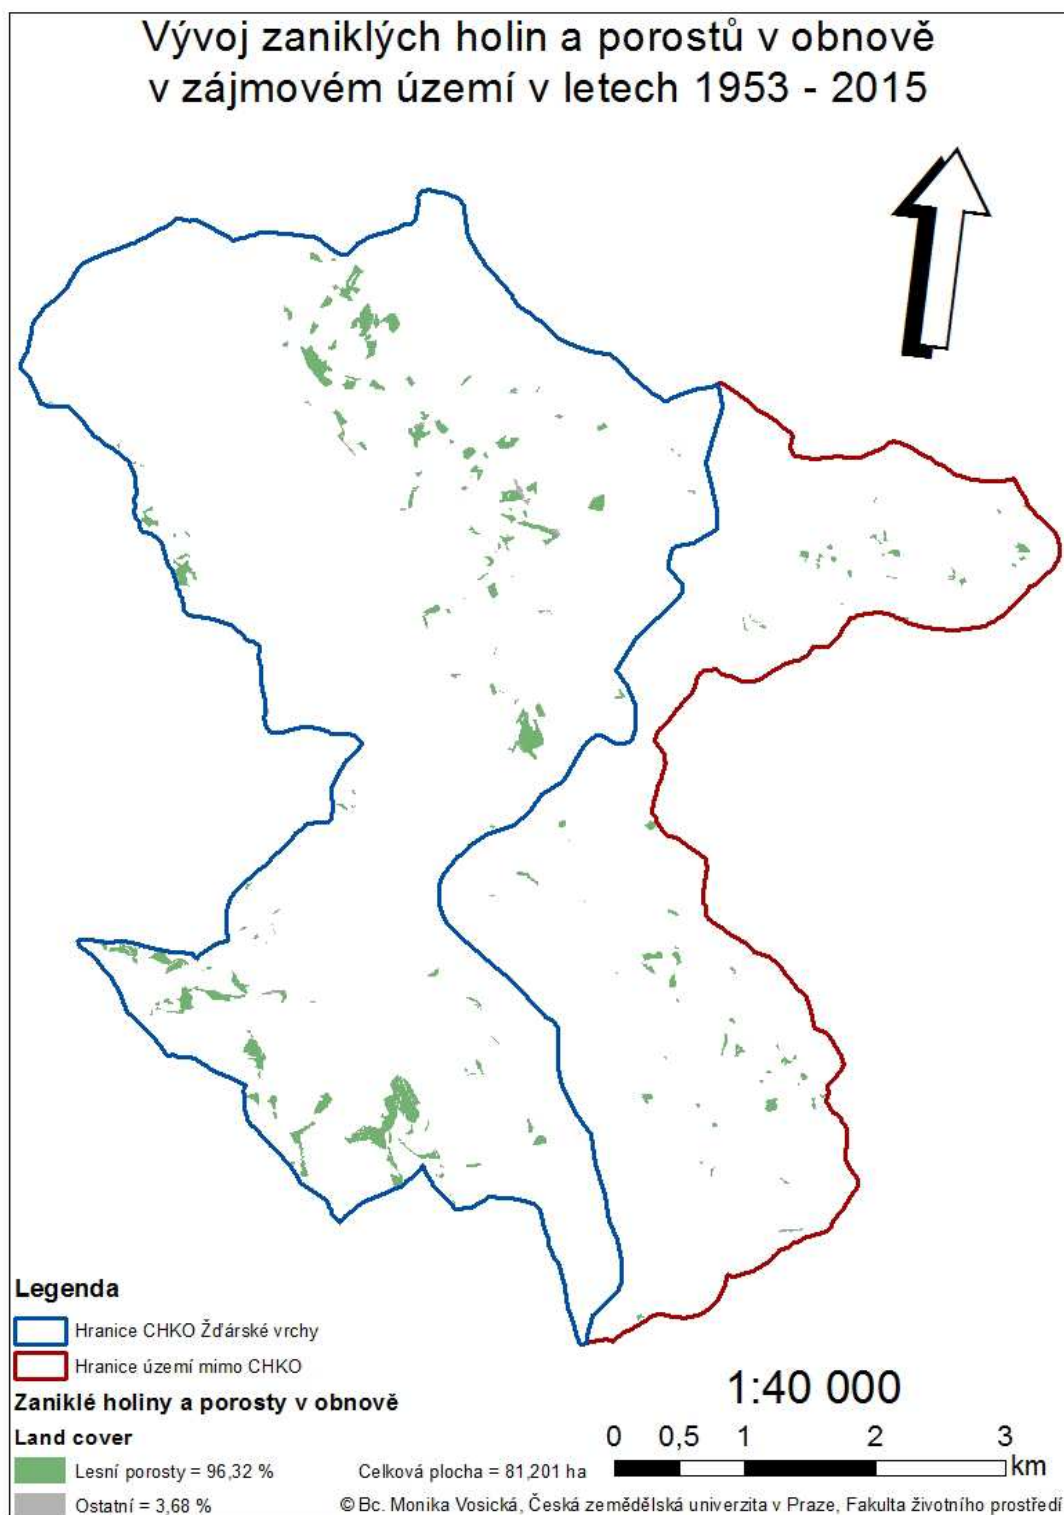 Vývoj zaniklých holin a porostů v obnově
v zájmovém území v letech 1953 - 2015
Legenda
Hranice CHKO Žďárské vrchy
Hranice území mimo CHKO
Zaniklé holiny a porosty v obnově
Land cover
Lesní porosty = 96,32 %
Ostatní = 3,68 %
1:40 000
0 0,5 1 2 3
km
Celková plocha = 81,201 ha
© Bc. Monika Vosická, Česká zemědělská univerzita v Praze, Fakulta životního prostředí